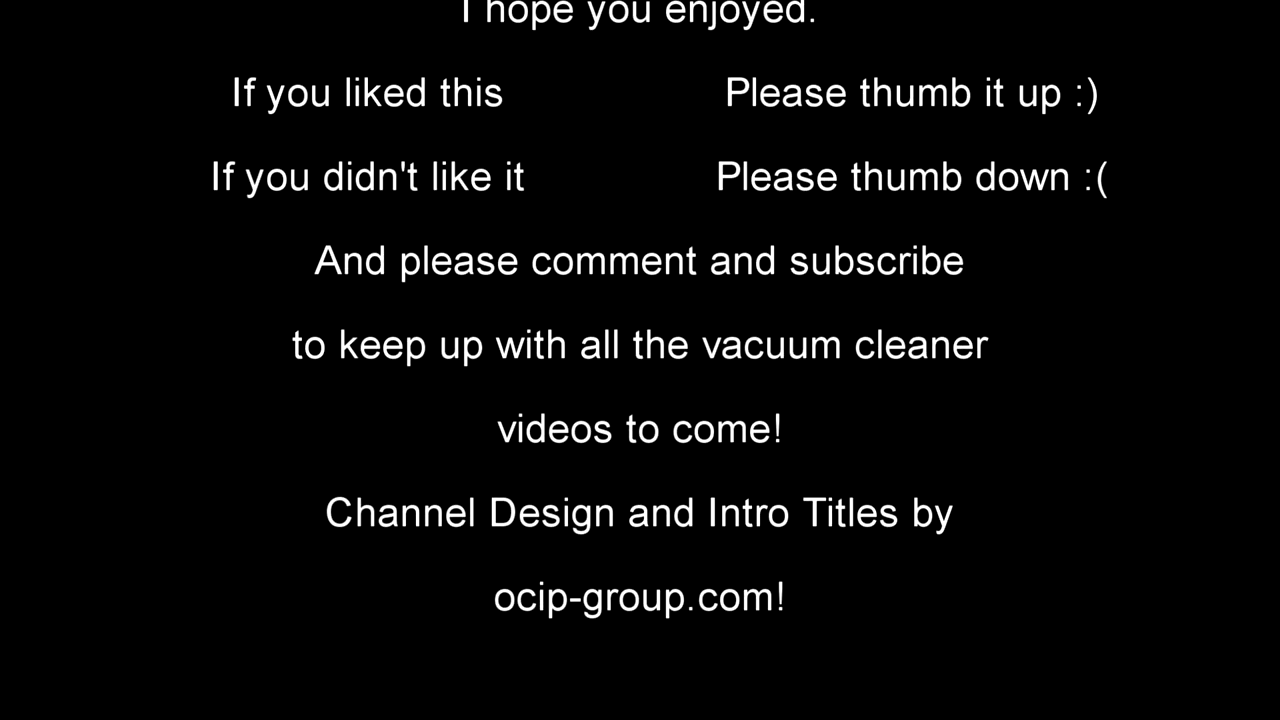 I hope you enjoyed.
If you liked this Please thumb it up :)
If you didn't like it Please thumb down :(
And please comment and subscribe
to keep up with all the vacuum cleaner
videos to come!
Channel Design and Intro Titles by
ocip-group.com!